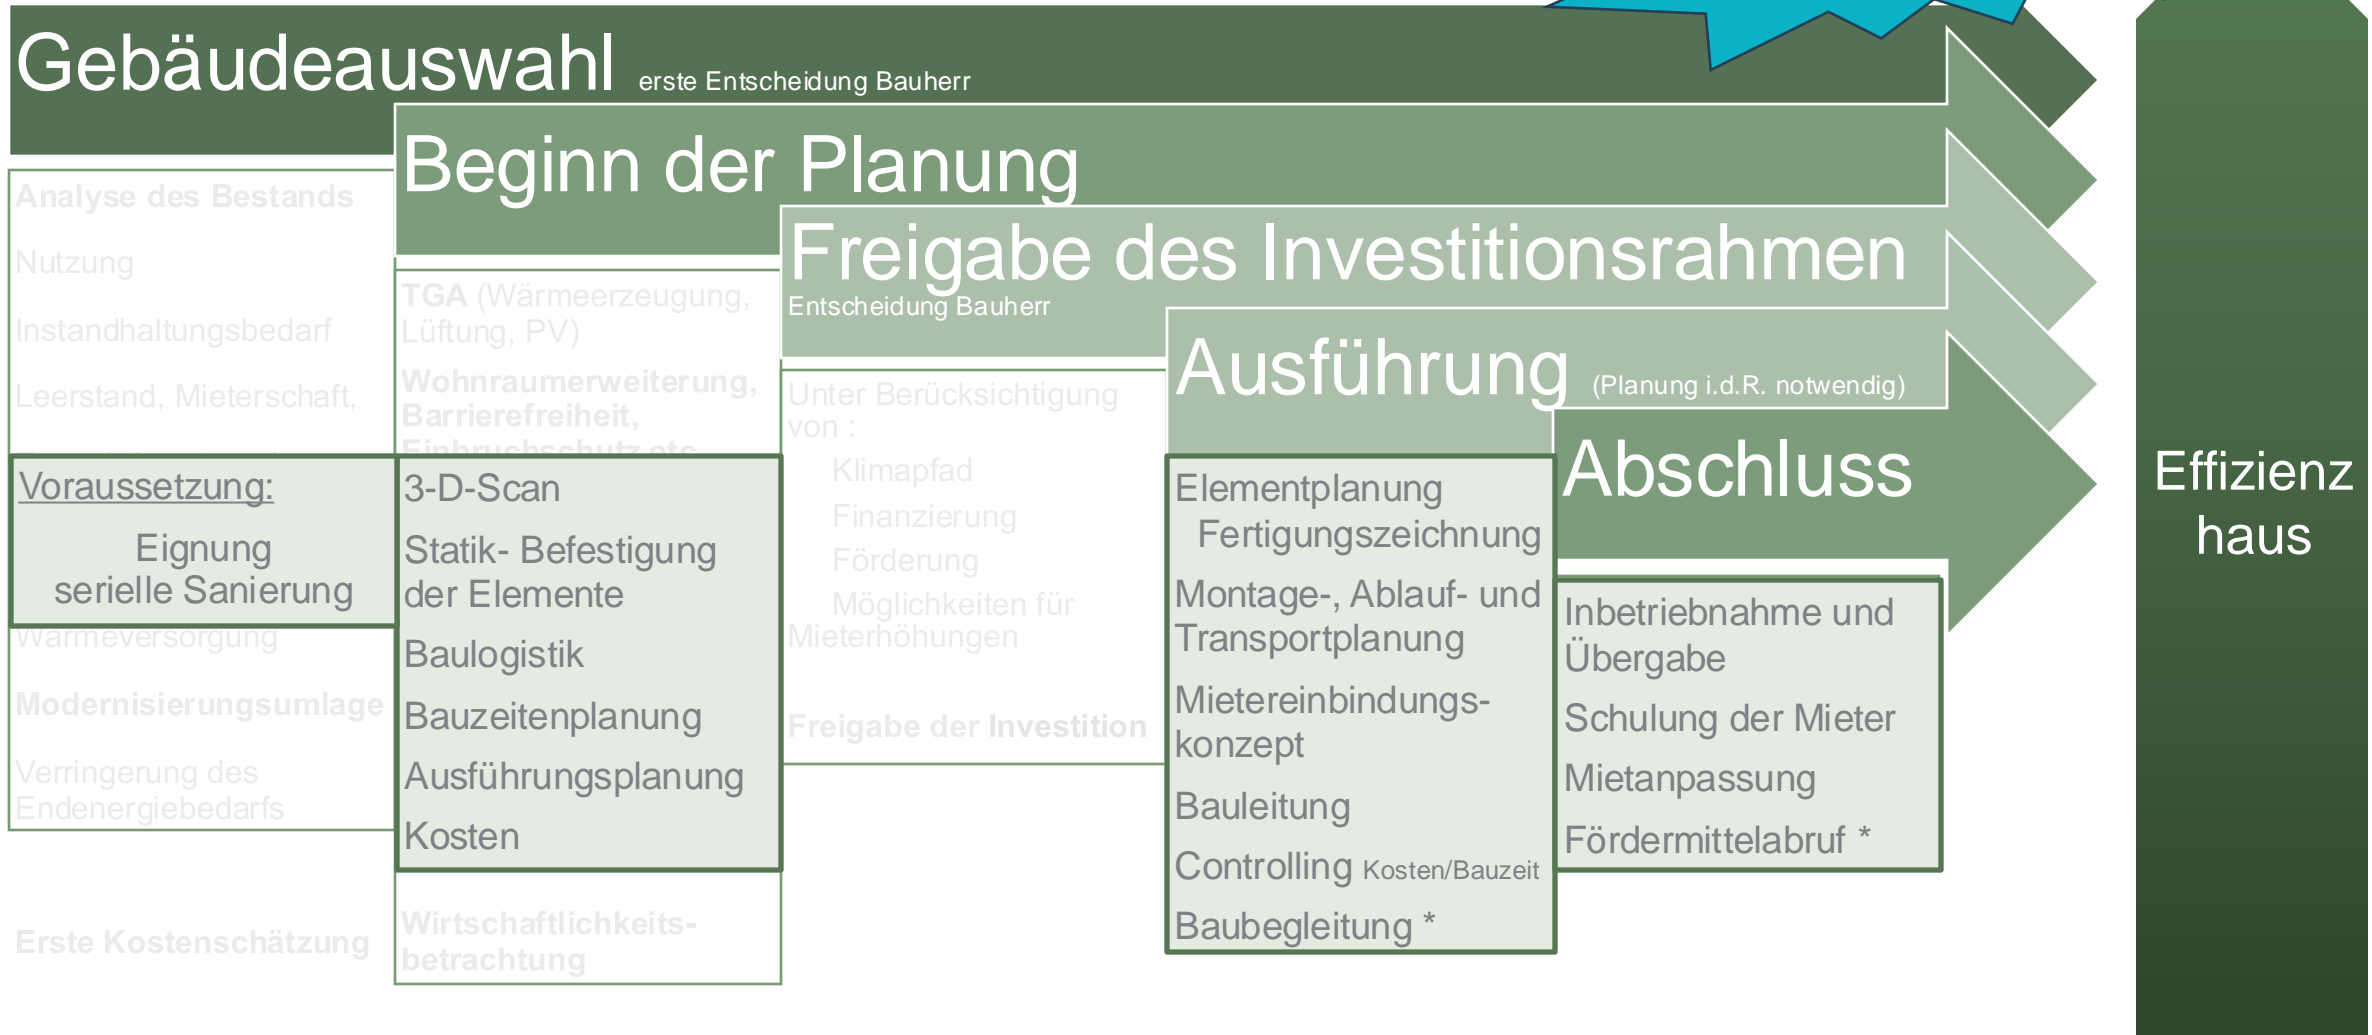 Gebäudeauswahl erste Entscheidung Bauherr
Beginn der Planung
Freigabe des Investitionsrahmen
Entscheidung Bauherr
Ausführung (Planung i.d.R. notwendig)
Abschluss
Analyse des Bestands
Nutzung
Instandhaltungsbedarf
Leerstand, Mieterschaft,
Voraussetzung:
Eignung
serielle Sanierung
Wärmeversorgung
Modernisierungsumlage
Verringerung des
Endenergiebedarfs
Erste Kostenschätzung
TGA (Wärmeerzeugung,
Lüftung, PV)
Wohnraumerweiterung,
Barrierefreiheit,
Einbruchschutz etc
3-D-Scan
Statik- Befestigung
der Elemente
Baulogistik
Bauzeitenplanung
Ausführungsplanung
Kosten
Wirtschaftlichkeits-
betrachtung
Unter Berücksichtigung
von :
Klimapfad
Finanzierung
Förderung
Möglichkeiten für
Mieterhöhungen
Freigabe der Investition
Elementplanung
Fertigungszeichnung
Montage-, Ablauf- und
Transportplanung
Mietereinbindungs-
konzept
Bauleitung
Controlling Kosten/Bauzeit
Baubegleitung *
Inbetriebnahme und
Übergabe
Schulung der Mieter
Mietanpassung
Fördermittelabruf *
Effizienz
haus